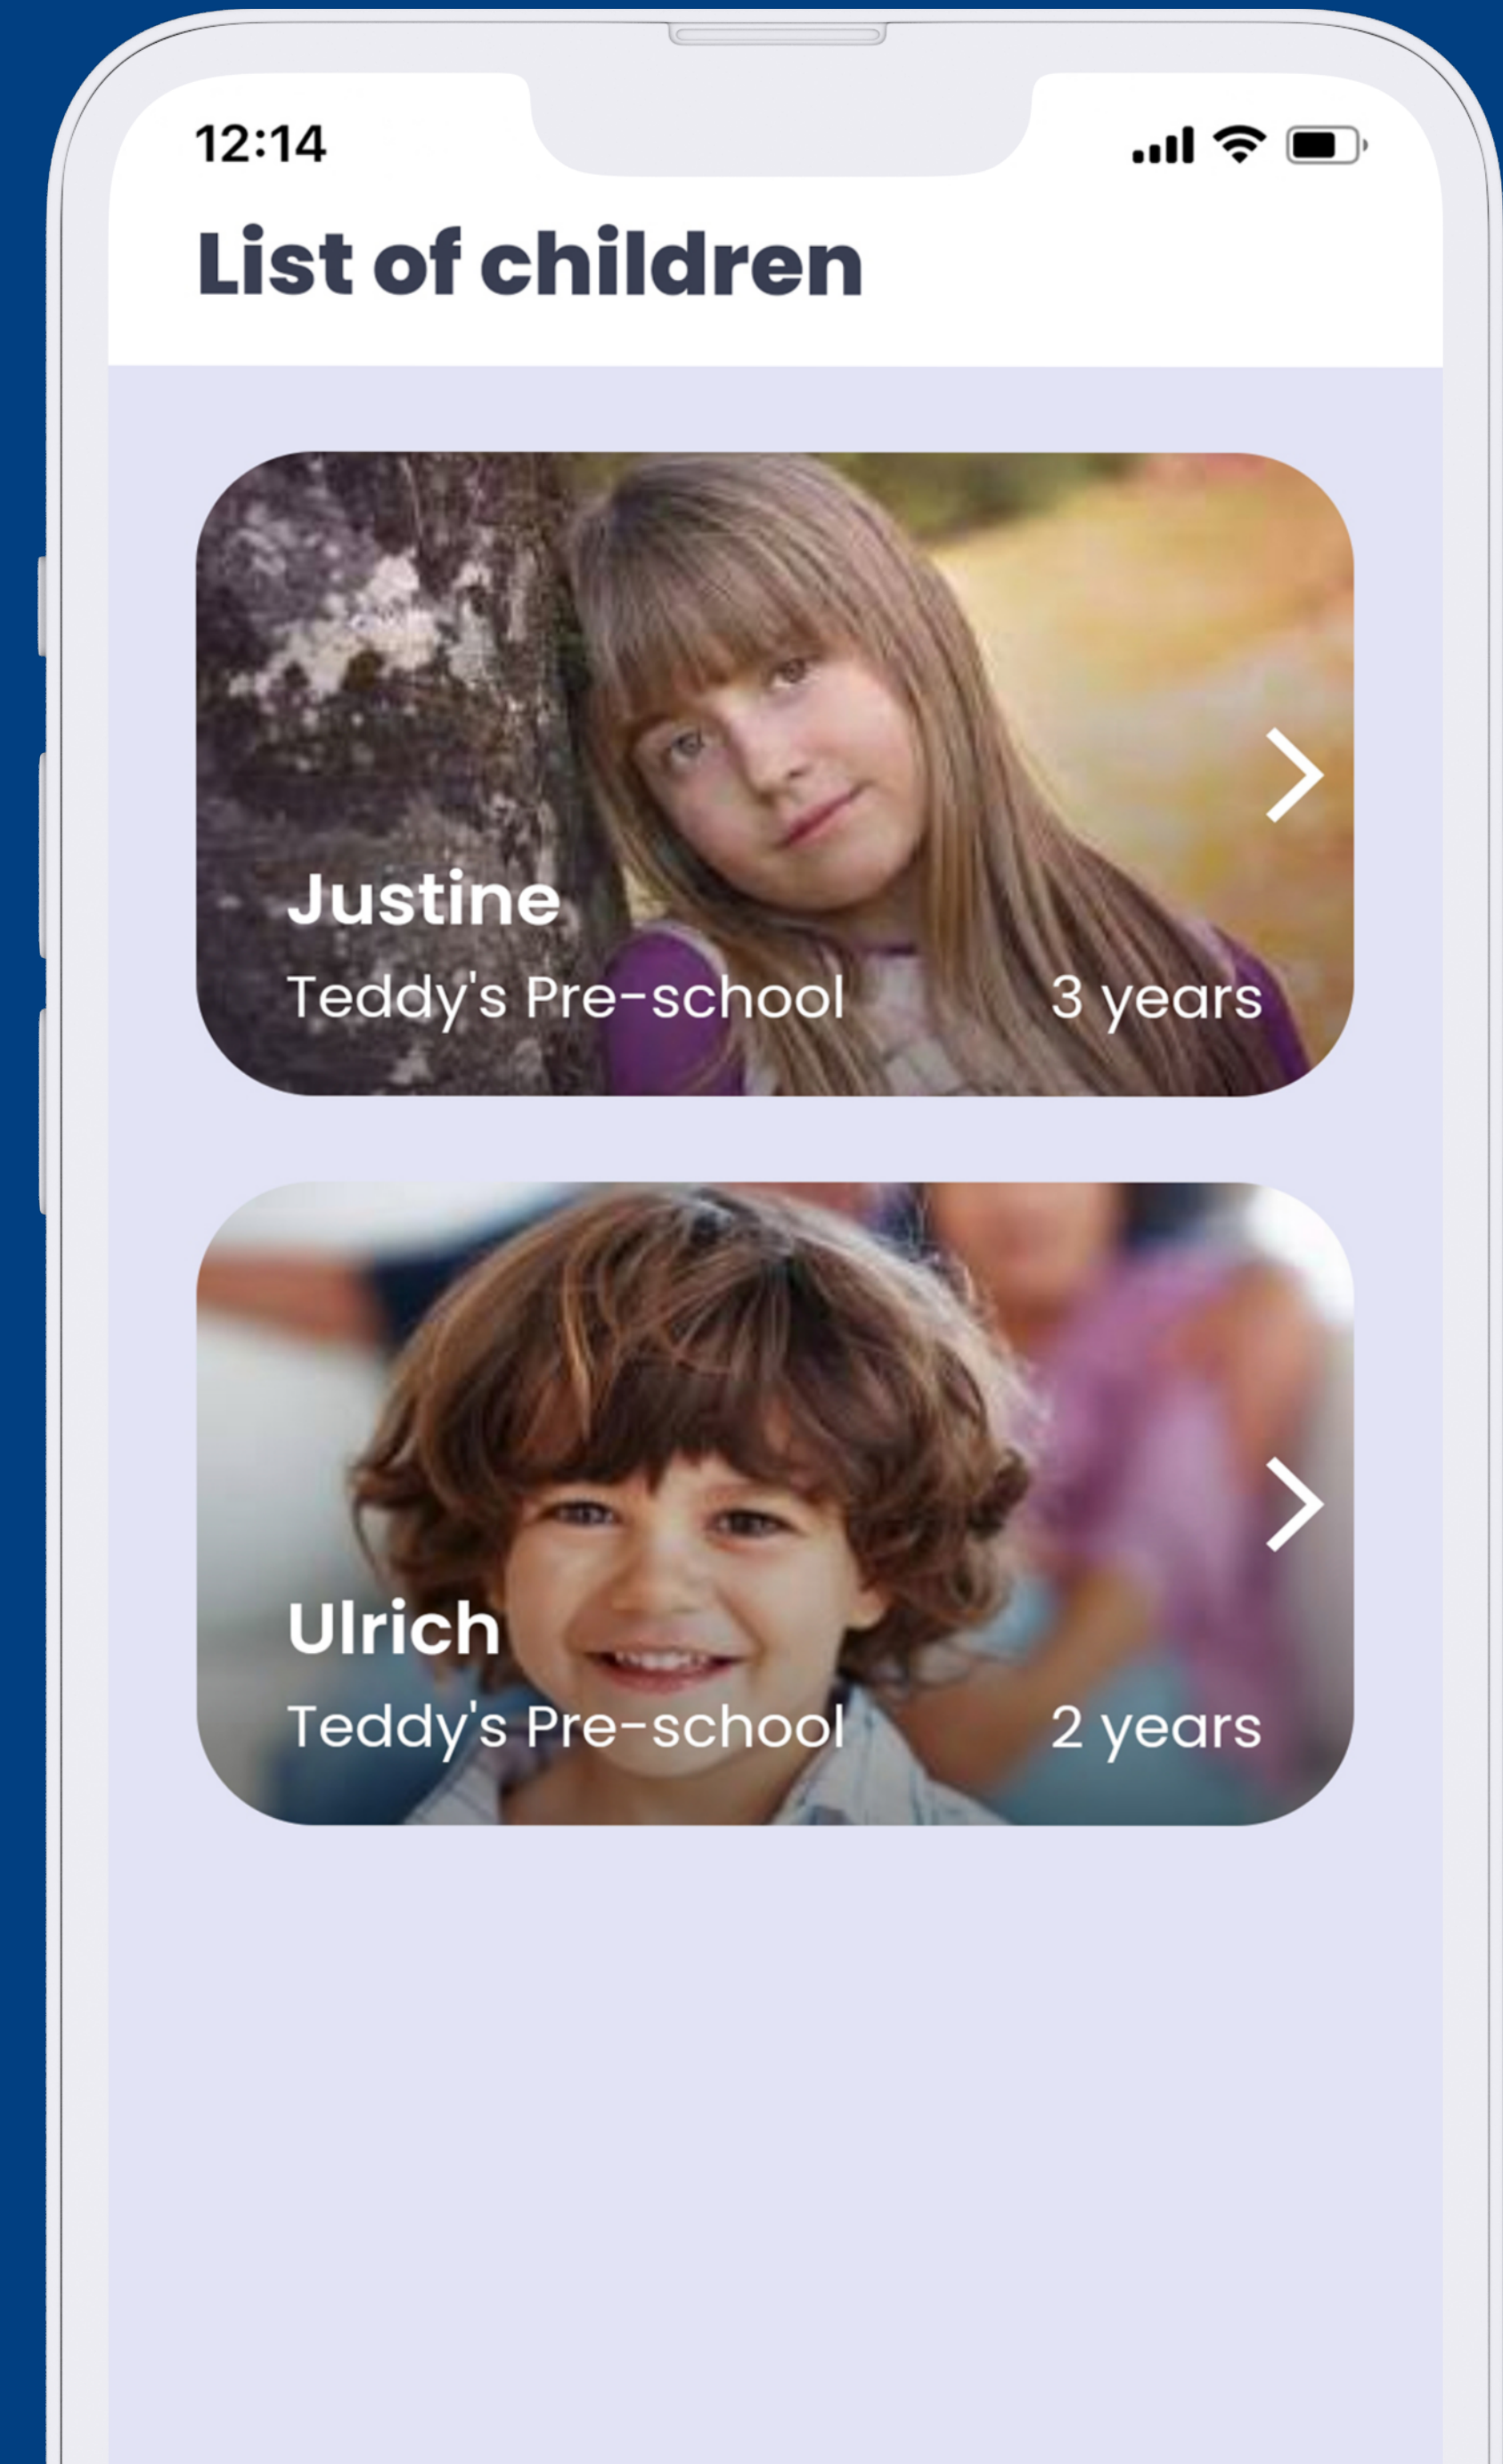 12:14
List of children
Justine
Teddy's Pre-school 3 years
Ulrich
Teddy's Pre-school 2 years